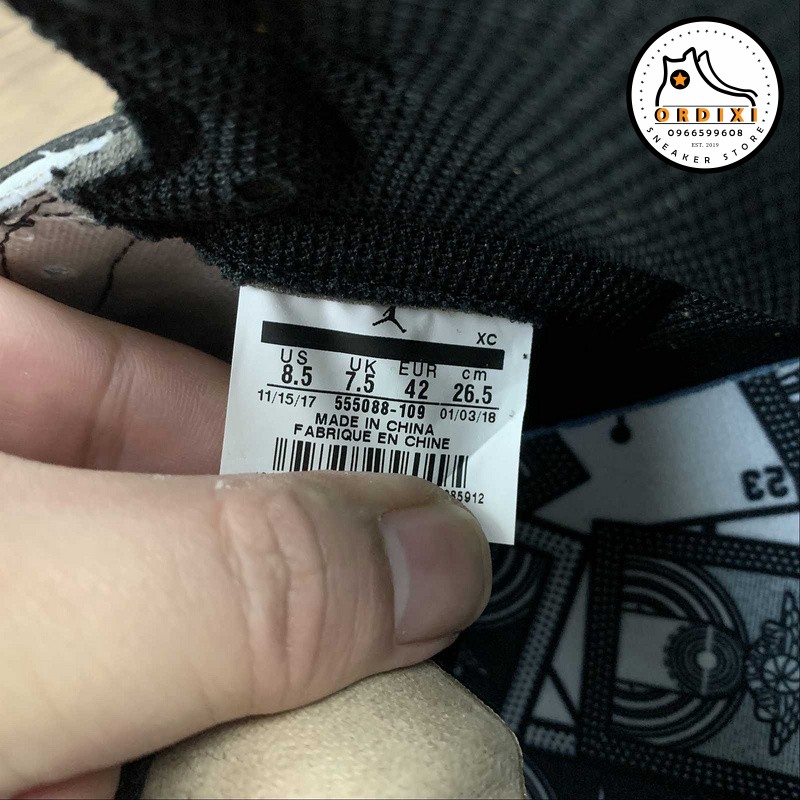 ORDIXI
0966599608
EST. 2019
SNEAKER STORE
XC
US UK EUR cm
8.5 7.5 42 26.5
11/15/17 555088-109 01/03/18
MADE IN CHINA
FABRIQUE EN CHINE
85912
23